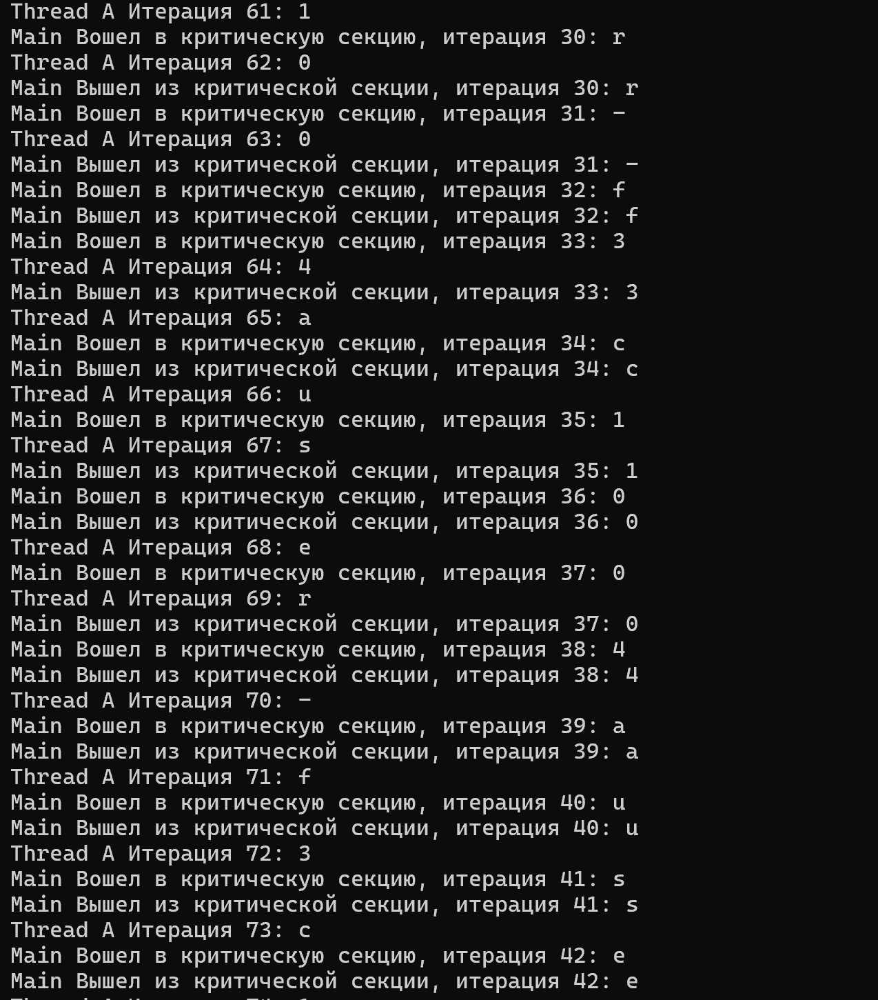 Thread A Итерация 61: 1
Main Вошел в критическую секцию, итерация 30: r
Thread A Итерация 62: 0
Main Вышел из критической секции, итерация 30: r
Main Вошел в критическую секцию, итерация 31: -
Thread A Итерация 63: 0
Main Вышел из критической секции, итерация 31: -
Main Вошел в критическую секцию, итерация 32: f
Main Вышел из критической секции, итерация 32: f
Main Вошел в критическую секцию, итерация 33: 3
Thread A Итерация 64: 4
Main Вышел из критической секции, итерация 33: 3
Thread A Итерация 65: a
Main Вошел в критическую секцию, итерация 34: c
Main Вышел из критической секции, итерация 34: c
Thread A Итерация 66: u
Main Вошел в критическую секцию, итерация 35: 1
Thread A Итерация 67: s
Main Вышел из критической секции, итерация 35: 1
Main Вошел в критическую секцию, итерация 36: 0
Main Вышел из критической секции, итерация 36: 0
Thread A Итерация 68: e
Main Вошел в критическую секцию, итерация 37: 0
Thread A Итерация 69: r
Main Вышел из критической секции, итерация 37: 0
Main Вошел в критическую секцию, итерация 38: 4
Main Вышел из критической секции, итерация 38: 4
Thread A Итерация 70: -
Main Вошел в критическую секцию, итерация 39: a
Main Вышел из критической секции, итерация 39: a
Thread A Итерация 71: f
Main Вошел в критическую секцию, итерация 40: u
Main Вышел из критической секции, итерация 40: u
Thread A Итерация 72: 3
Main Вошел в критическую секцию, итерация 41: s
Main Вышел из критической секции, итерация 41: s
Thread A Итерация 73: c
Main Вошел в критическую секцию, итерация 42: e
Main Вышел из критической секции, итерация 42: e